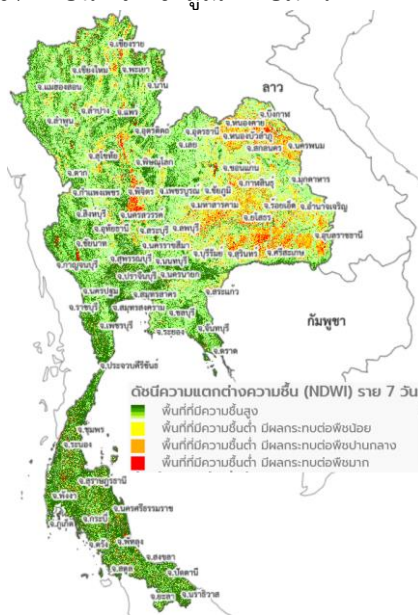 จ.เชียงราย
จ.เชียงใหม่
จ.พะเยา
จ.แม่ฮ่องสอน
จ.น่าน
ลาว
จ.ลำปาง
จ.แพร่
จ.ลำพูน
จ.บึงกาฬ
จ.หนองคาย
จ.อุตรดิตถ์
จ.อุดรธานี
จ.หนองบัวลำภู
จ.เลย
จ.นครพนม
จ.สกลนคร
จ.สุโขทัย
จ.พิษณุโลก
จ.ตาก
จ.ขอนแก่น
จ.มุกดาหาร
จ.กาฬสินธุ์
จ.กำแพงเพชร
จ.พิจิตร
จ.เพชรบูรณ์
จ.ชัยภูมิ
จ.มหาสารคาม
จ.ร้อยเอ็ด
จ.อำนาจเจริญ
จ.สิงหบุรี
จ.นครสวรรค์
จ.ยโสธร
จ.อุทัยธานี
จ.สระบุรี
จ.ลพบุรี
จ.อุบลราชธานี
จ.ชัยนาท
จ.นครราชสีมา
จ.บุรีรัมย์
จ.สุรินทร์
จ.ศรีสะเกษ
จ.กาญจนบุรี
จ.สุพรรณบุรี
จ.นนทบุรี
จ.ปราจีนบุรี
จ.นครนายก
จ.สระแก้ว
จ.นครปฐม
จ.สมุทรสาคร
จ.ราชบุรี
จ.สมุทรสงคราม
จ.ชลบุรี
กัมพูชา
จ.เพชรบุรี
จ.ระยอง
จ.จันทบุรี
จ.ตราด
จ.ประจวบคีรีขันธ์
ดัชนีความแตกต่างความชื้น (NDWI) ราย 7 วัน
พื้นที่ที่มีความชื้นสูง
พื้นที่ที่มีความชื้นต่ำ มีผลกระทบต่อพืชน้อย
พื้นที่ที่มีความชื้นต่ำ มีผลกระทบต่อพืชปานกลาง
พื้นที่ที่มีความชื้นต่ำ มีผลกระทบต่อพืชมาก
จ.ชุมพร
จ.ระนอง
จ.สุราษฎรธานี
จ.พังงา
จ.นครศรีธรรมราช
จ.ภูเก็ต
จ.กระบี่
จ.ตรัง
จ.พัทลุง
จ.สงขลา
จ.สตูล
จ.ปัตตานี
จ.ยะลา
จ.นราธิวาส